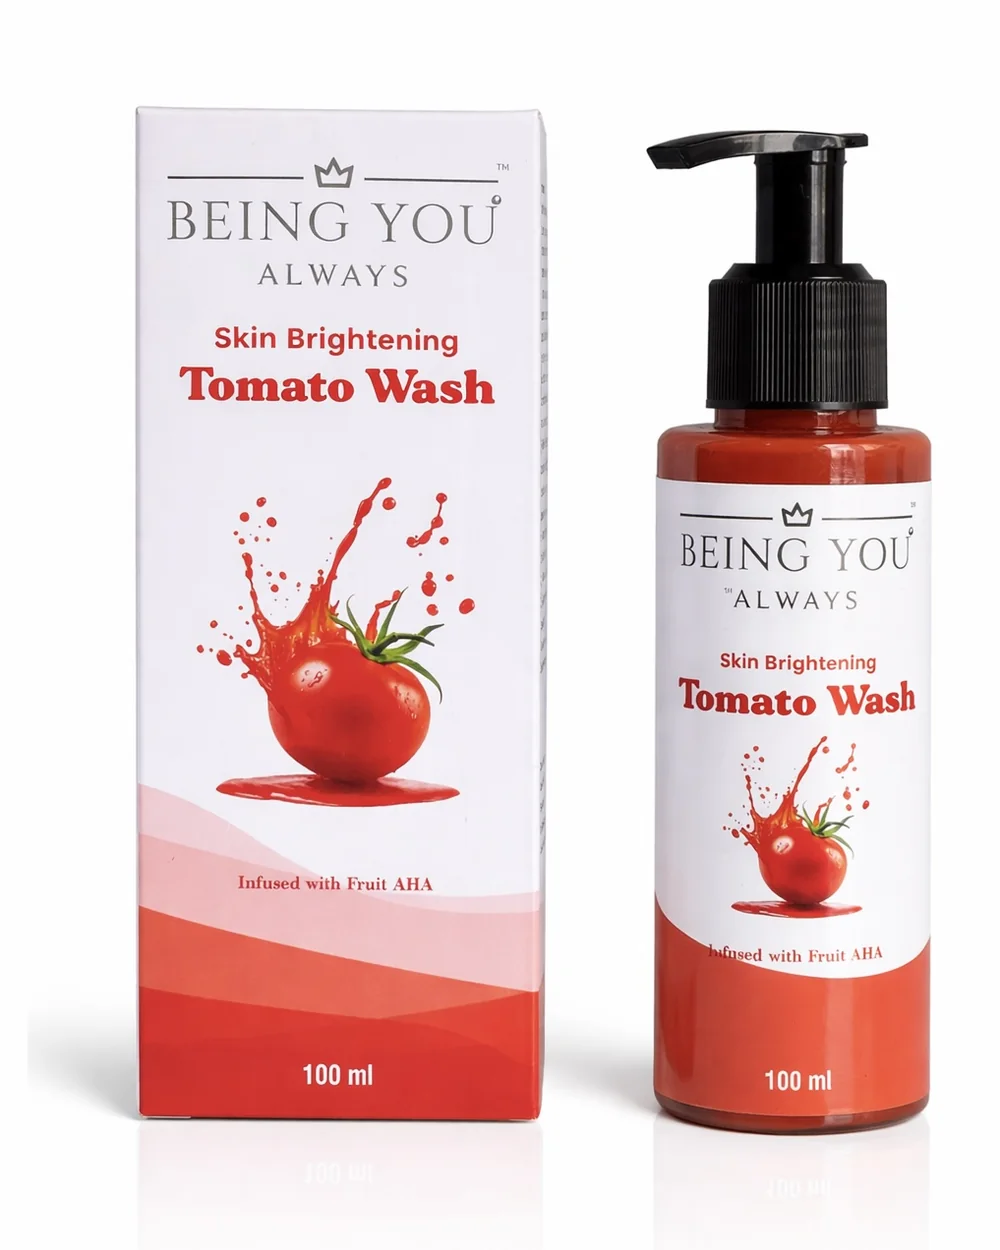 BEING YOU
TM
ALWAYS
Skin Brightening
Tomato Wash
Infused with Fruit AHA
100 ml
BEING YOU
TM
ALWAYS
Skin Brightening
Tomato Wash
Infused with Fruit AHA
100 ml